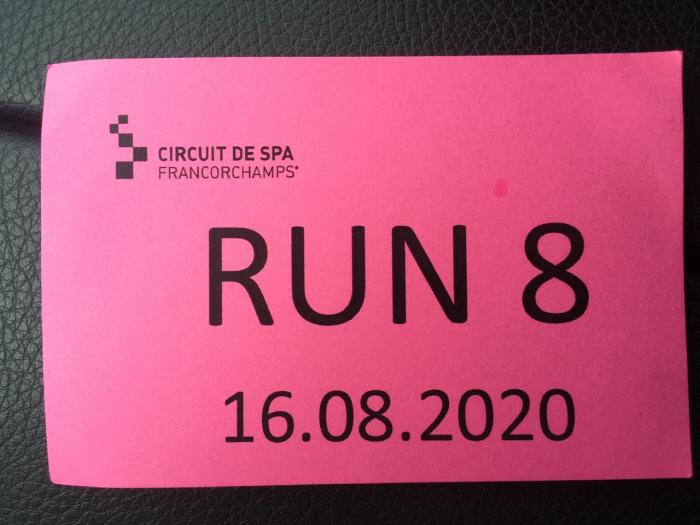 CIRCUIT DE SPA
FRANCORCHAMPS
RUN 8
16.08.2020